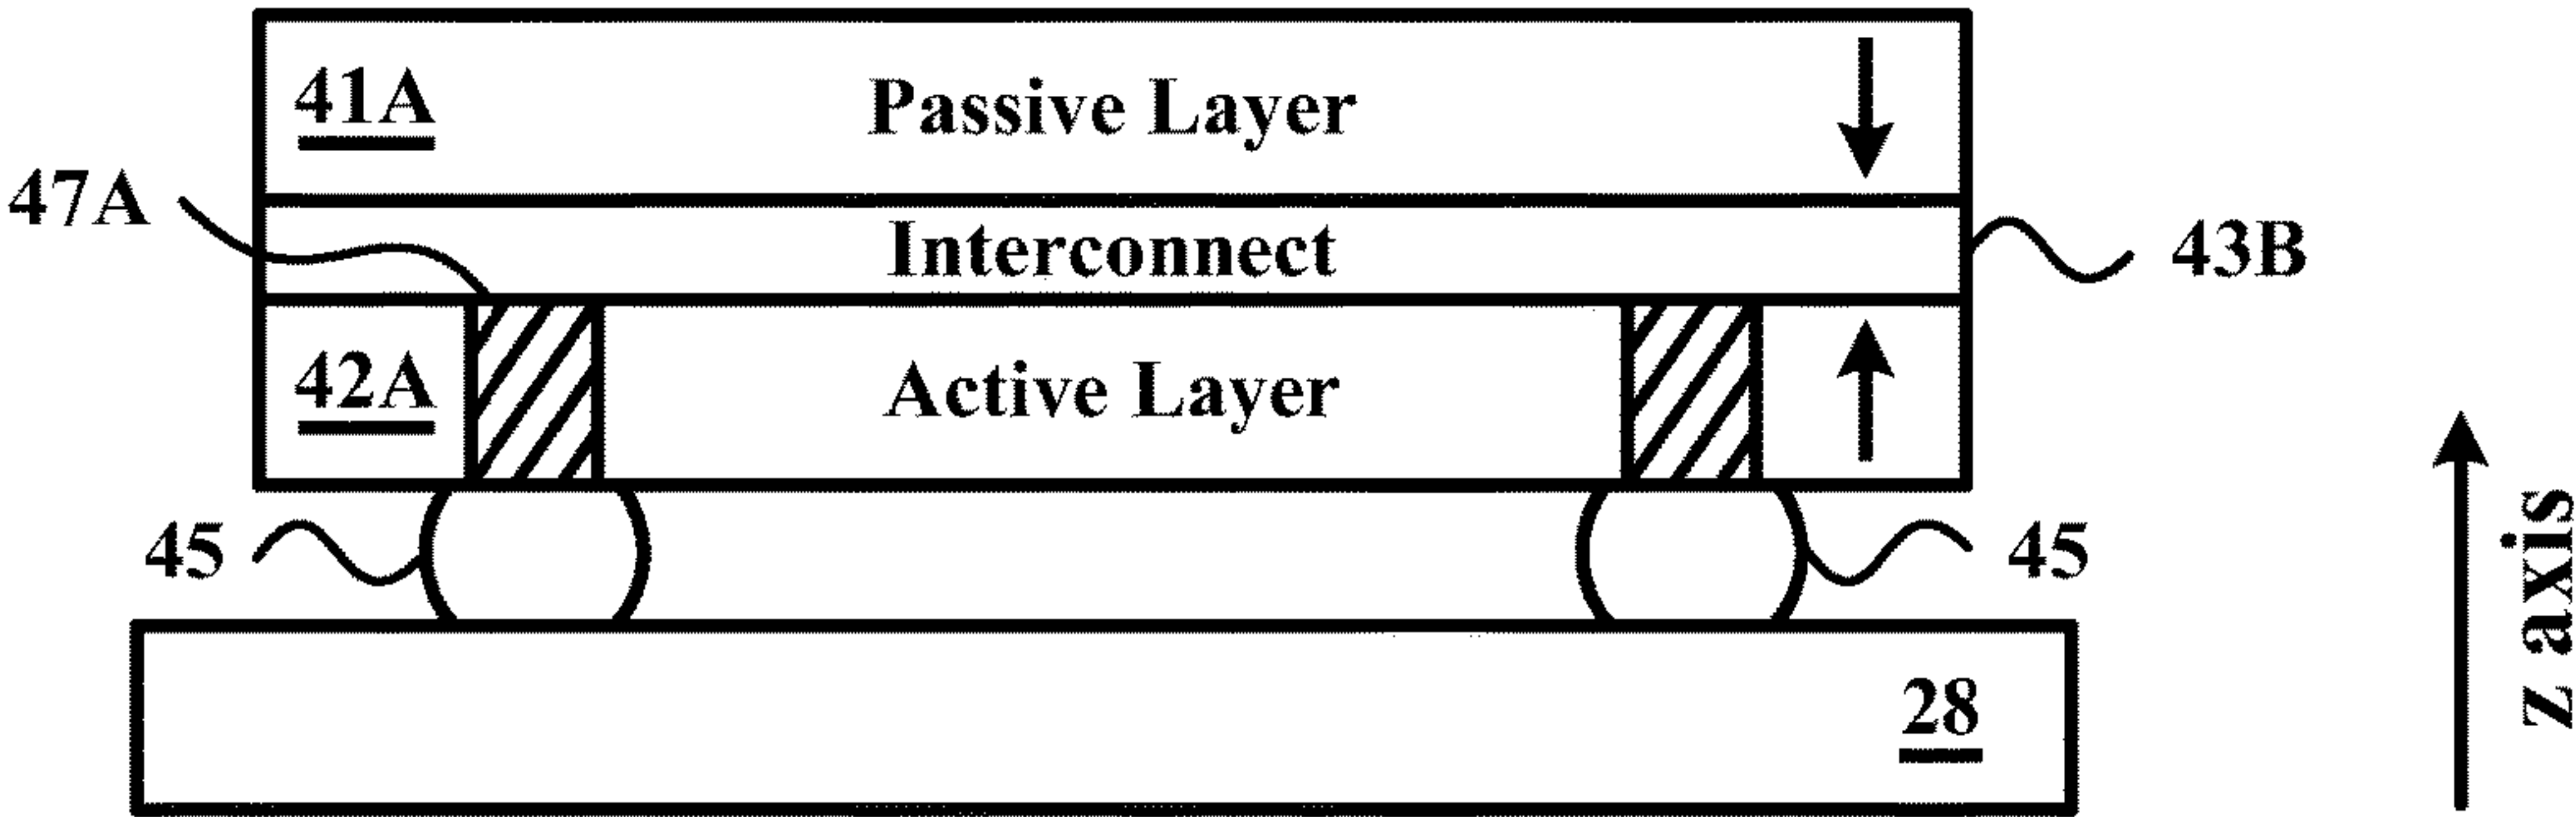 41A
Passive Layer
47A
Interconnect
43B
42A
Active Layer
45
45
28
z axis